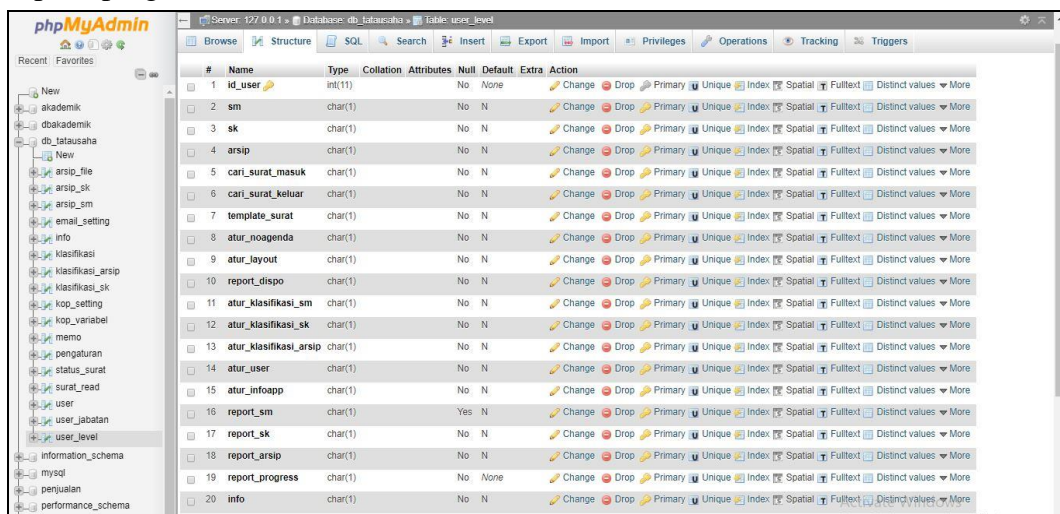 phpMyAdmin
Recent Favorites
New
akademik
dbakademik
db_tatausaha
New
arsip_file
arsip_sk
arsip_sm
email_setting
info
klasifikasi
klasifikasi_arsip
klasifikasi_sk
kop_setting
kop_variabel
memo
pengaturan
status_surat
surat_read
user
user_jabatan
user_level
information_schema
mysql
penjualan
performance_schema
Server: 127.0.0.1 » Database: db_tatausaha » Table: user_level
Browse Structure SQL Search Insert Export Import Privileges Operations Tracking Triggers
# Name Type Collation Attributes Null Default Extra Action
1 id_user int(11) No None Change Drop Primary Unique Index Spatial Fulltext Distinct values More
2 sm char(1) No N Change Drop Primary Unique Index Spatial Fulltext Distinct values More
3 sk char(1) No N Change Drop Primary Unique Index Spatial Fulltext Distinct values More
4 arsip char(1) No N Change Drop Primary Unique Index Spatial Fulltext Distinct values More
5 cari_surat_masuk char(1) No N Change Drop Primary Unique Index Spatial Fulltext Distinct values More
6 cari_surat_keluar char(1) No N Change Drop Primary Unique Index Spatial Fulltext Distinct values More
7 template_surat char(1) No N Change Drop Primary Unique Index Spatial Fulltext Distinct values More
8 atur_noagenda char(1) No N Change Drop Primary Unique Index Spatial Fulltext Distinct values More
9 atur_layout char(1) No N Change Drop Primary Unique Index Spatial Fulltext Distinct values More
10 report_dispo char(1) No N Change Drop Primary Unique Index Spatial Fulltext Distinct values More
11 atur_klasifikasi_sm char(1) No N Change Drop Primary Unique Index Spatial Fulltext Distinct values More
12 atur_klasifikasi_sk char(1) No N Change Drop Primary Unique Index Spatial Fulltext Distinct values More
13 atur_klasifikasi_arsip char(1) No N Change Drop Primary Unique Index Spatial Fulltext Distinct values More
14 atur_user char(1) No N Change Drop Primary Unique Index Spatial Fulltext Distinct values More
15 atur_infoapp char(1) No N Change Drop Primary Unique Index Spatial Fulltext Distinct values More
16 report_sm char(1) Yes N Change Drop Primary Unique Index Spatial Fulltext Distinct values More
17 report_sk char(1) No N Change Drop Primary Unique Index Spatial Fulltext Distinct values More
18 report_arsip char(1) No N Change Drop Primary Unique Index Spatial Fulltext Distinct values More
19 report_progress char(1) No None Change Drop Primary Unique Index Spatial Fulltext Distinct values More
20 info char(1) No N Change Drop Primary Unique Index Spatial Fulltext Distinct values More
Activate Windows